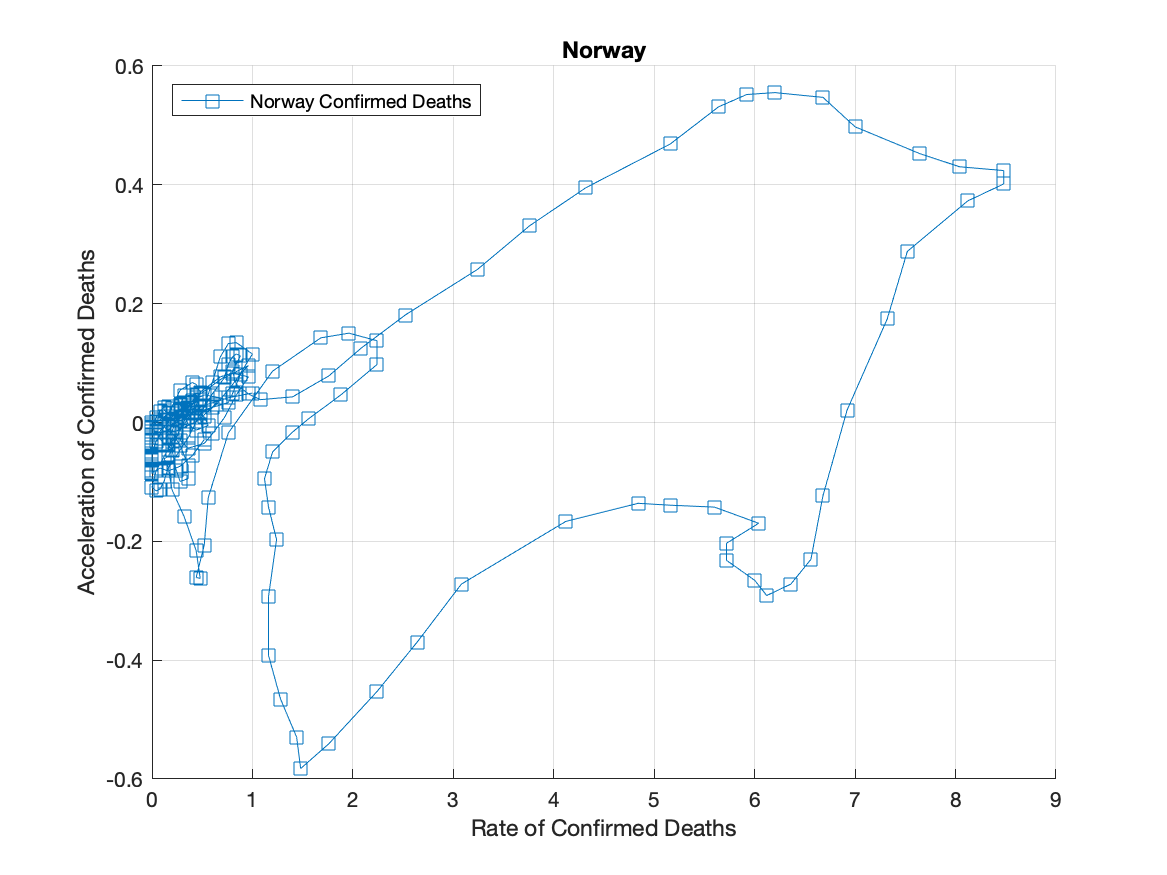 Norway
Norway Confirmed Deaths
0.6
0.4
0.2
0
-0.2
-0.4
-0.6
Acceleration of Confirmed Deaths
0 1 2 3 4 5 6 7 8 9
Rate of Confirmed Deaths